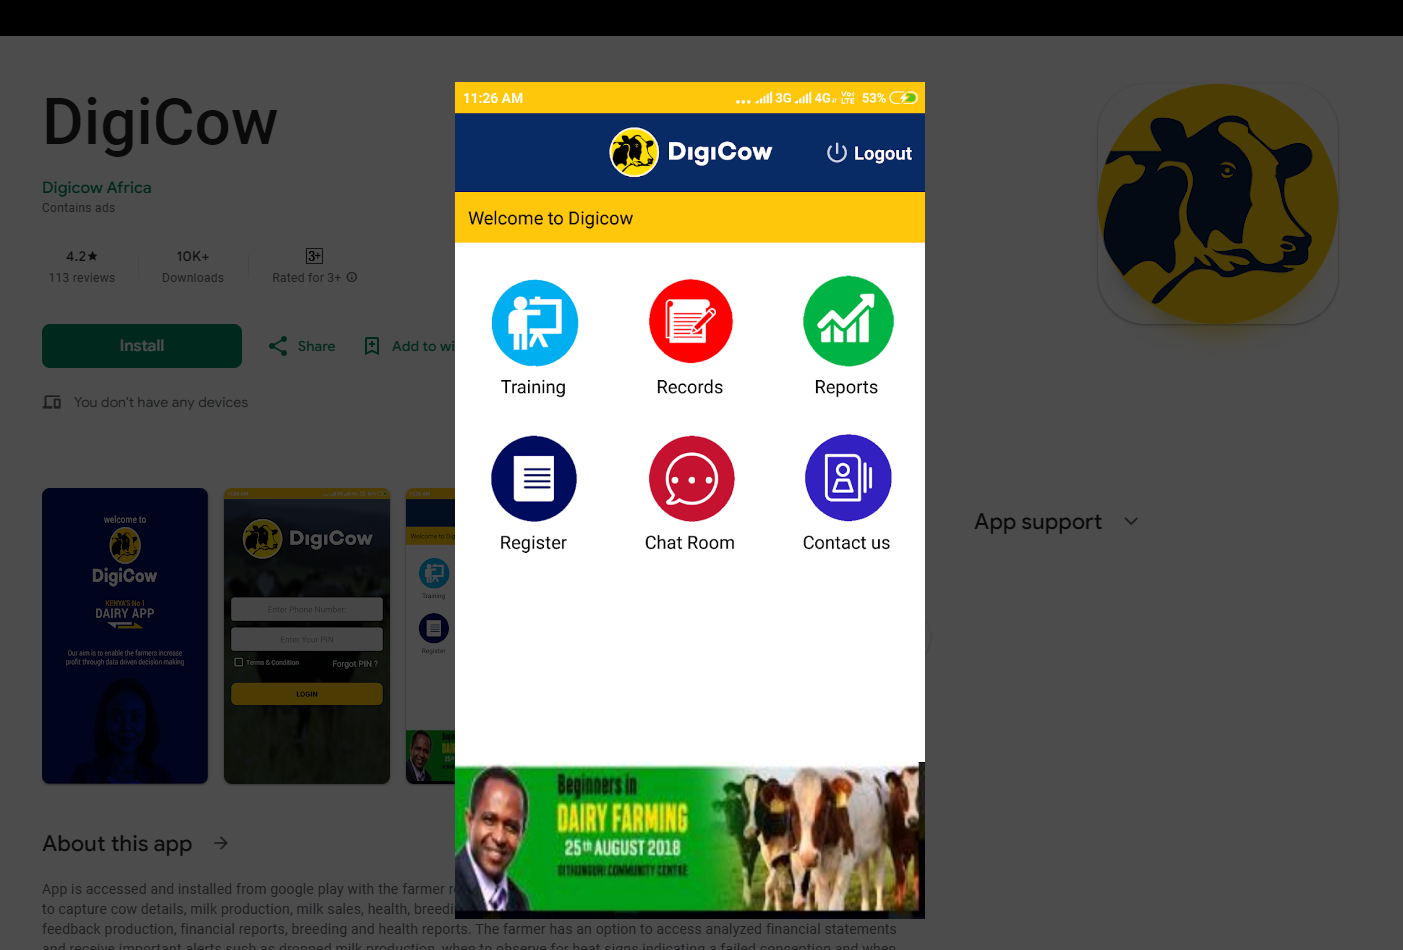 DigiCow
Digicow Africa
Contains ads
4.2★
113 reviews
10K+
Downloads
3+
Rated for 3+
Install
Share
Add to wi
You don't have any devices
11:26 AM
3G
4G
Vo)
LTE
53%
DigiCow
Logout
Welcome to Digicow
Training
Records
Reports
Register
Chat Room
Contact us
Beginners in
DAIRY FARMING
25th AUGUST 2018
GITHUNGURI COMMUNITY CENTRE
App support
welcome to
DigiCow
KENYA'S No 1
DAIRY APP
Our aim is to enable the farmers increase
profit through data driven decision making
DigiCow
Enter Phone Number:
Enter Your PIN
Terms & Condition
Forgot PIN ?
LOGIN
Welcome to Dig
Training
Register
About this app
App is accessed and installed from google play with the farmer
to capture cow details, milk production, milk sales, health, breedi
feedback production, financial reports, breeding and health reports. The farmer has an option to access analyzed financial statements
and receive important alerts such as dropped milk production, when to observe for heat signs indicating a failed conception and when